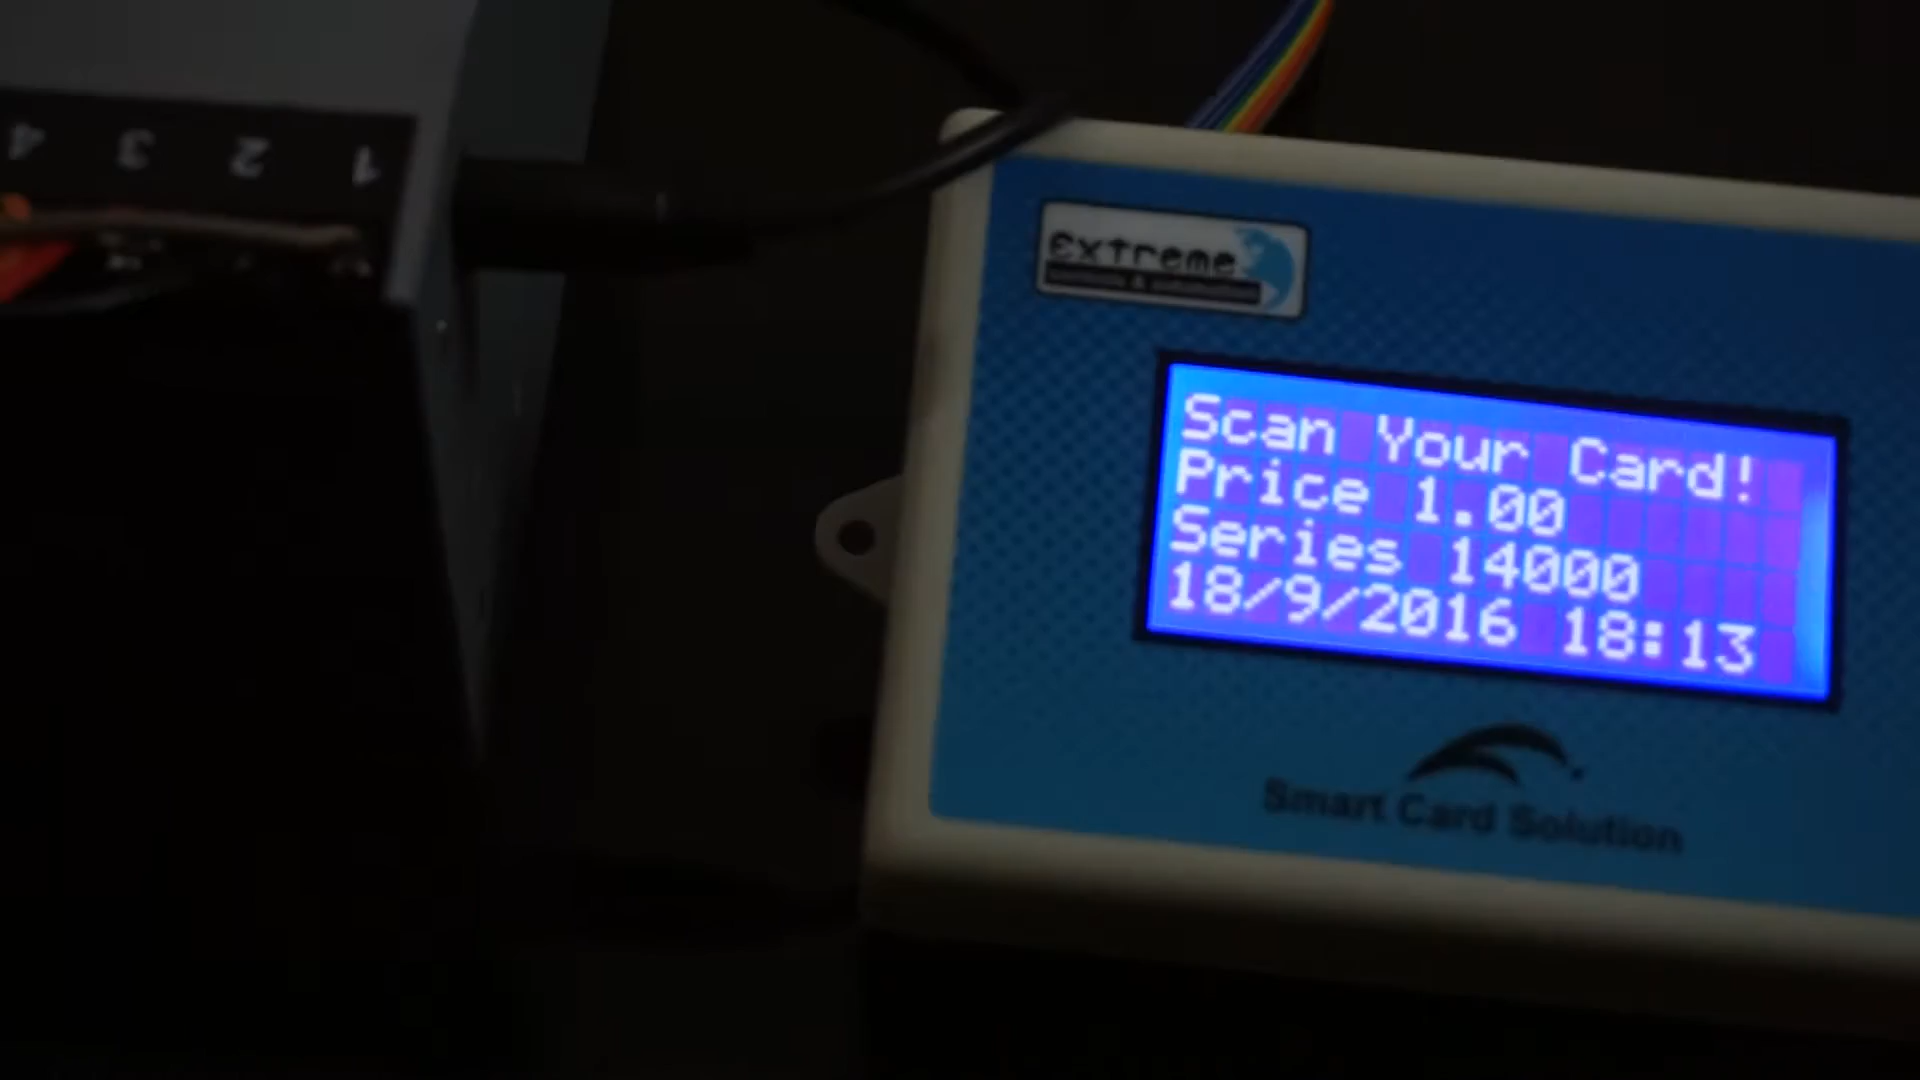 4 3 2 1
Extreme
Scan Your Card!
Price 1.00
Series 14000
18/9/2016 18:13
Smart Card Solution